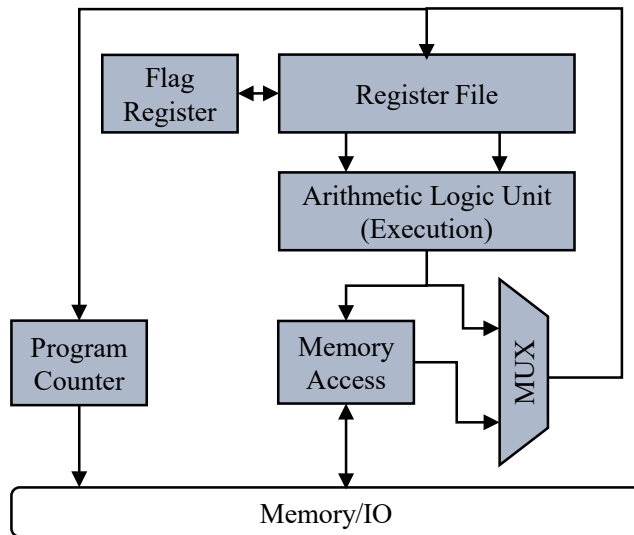 Flag
Register
Register File
Arithmetic Logic Unit
(Execution)
Program
Counter
Memory
Access
MUX
Memory/IO